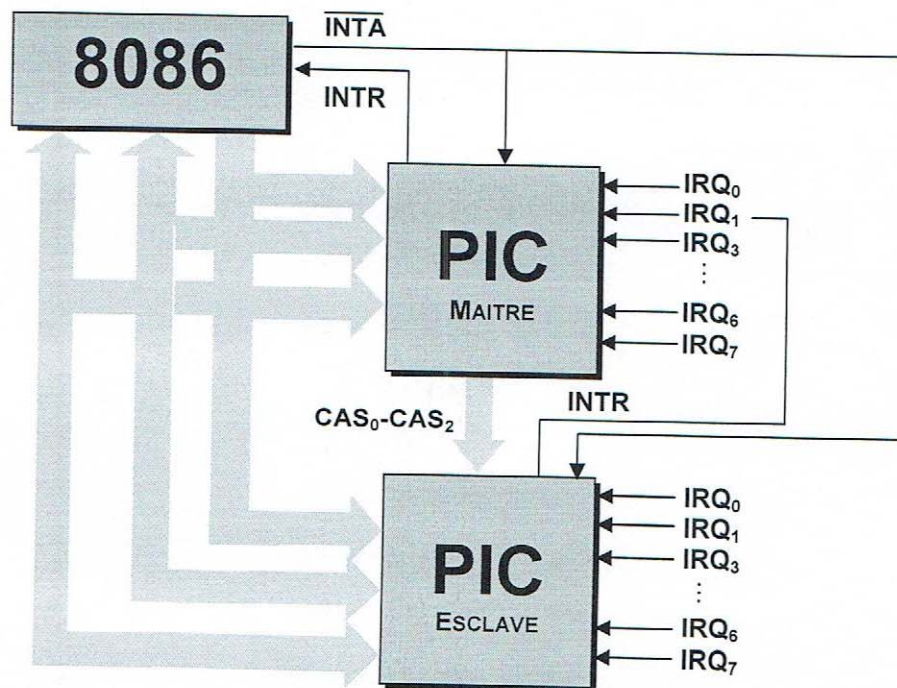 INTA
8086
INTR
IRQ0
IRQ1
IRQ3
PIC
⋮
MAITRE
IRQ6
IRQ7
CAS0-CAS2
INTR
IRQ0
IRQ1
IRQ3
PIC
⋮
ESCLAVE
IRQ6
IRQ7